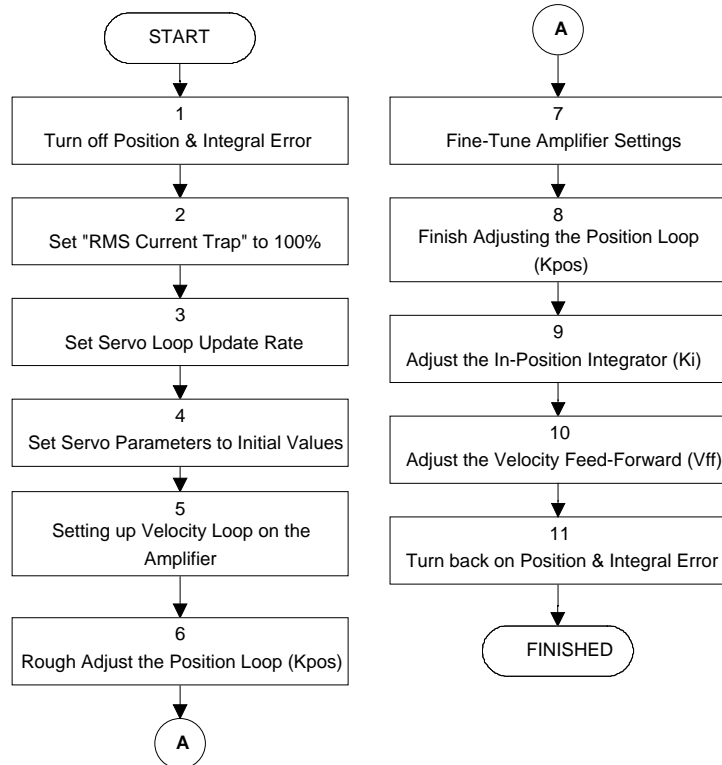 START
1
Turn off Position & Integral Error
2
Set "RMS Current Trap" to 100%
3
Set Servo Loop Update Rate
4
Set Servo Parameters to Initial Values
5
Setting up Velocity Loop on the
Amplifier
6
Rough Adjust the Position Loop (Kpos)
A
A
7
Fine-Tune Amplifier Settings
8
Finish Adjusting the Position Loop
(Kpos)
9
Adjust the In-Position Integrator (Ki)
10
Adjust the Velocity Feed-Forward (Vff)
11
Turn back on Position & Integral Error
FINISHED